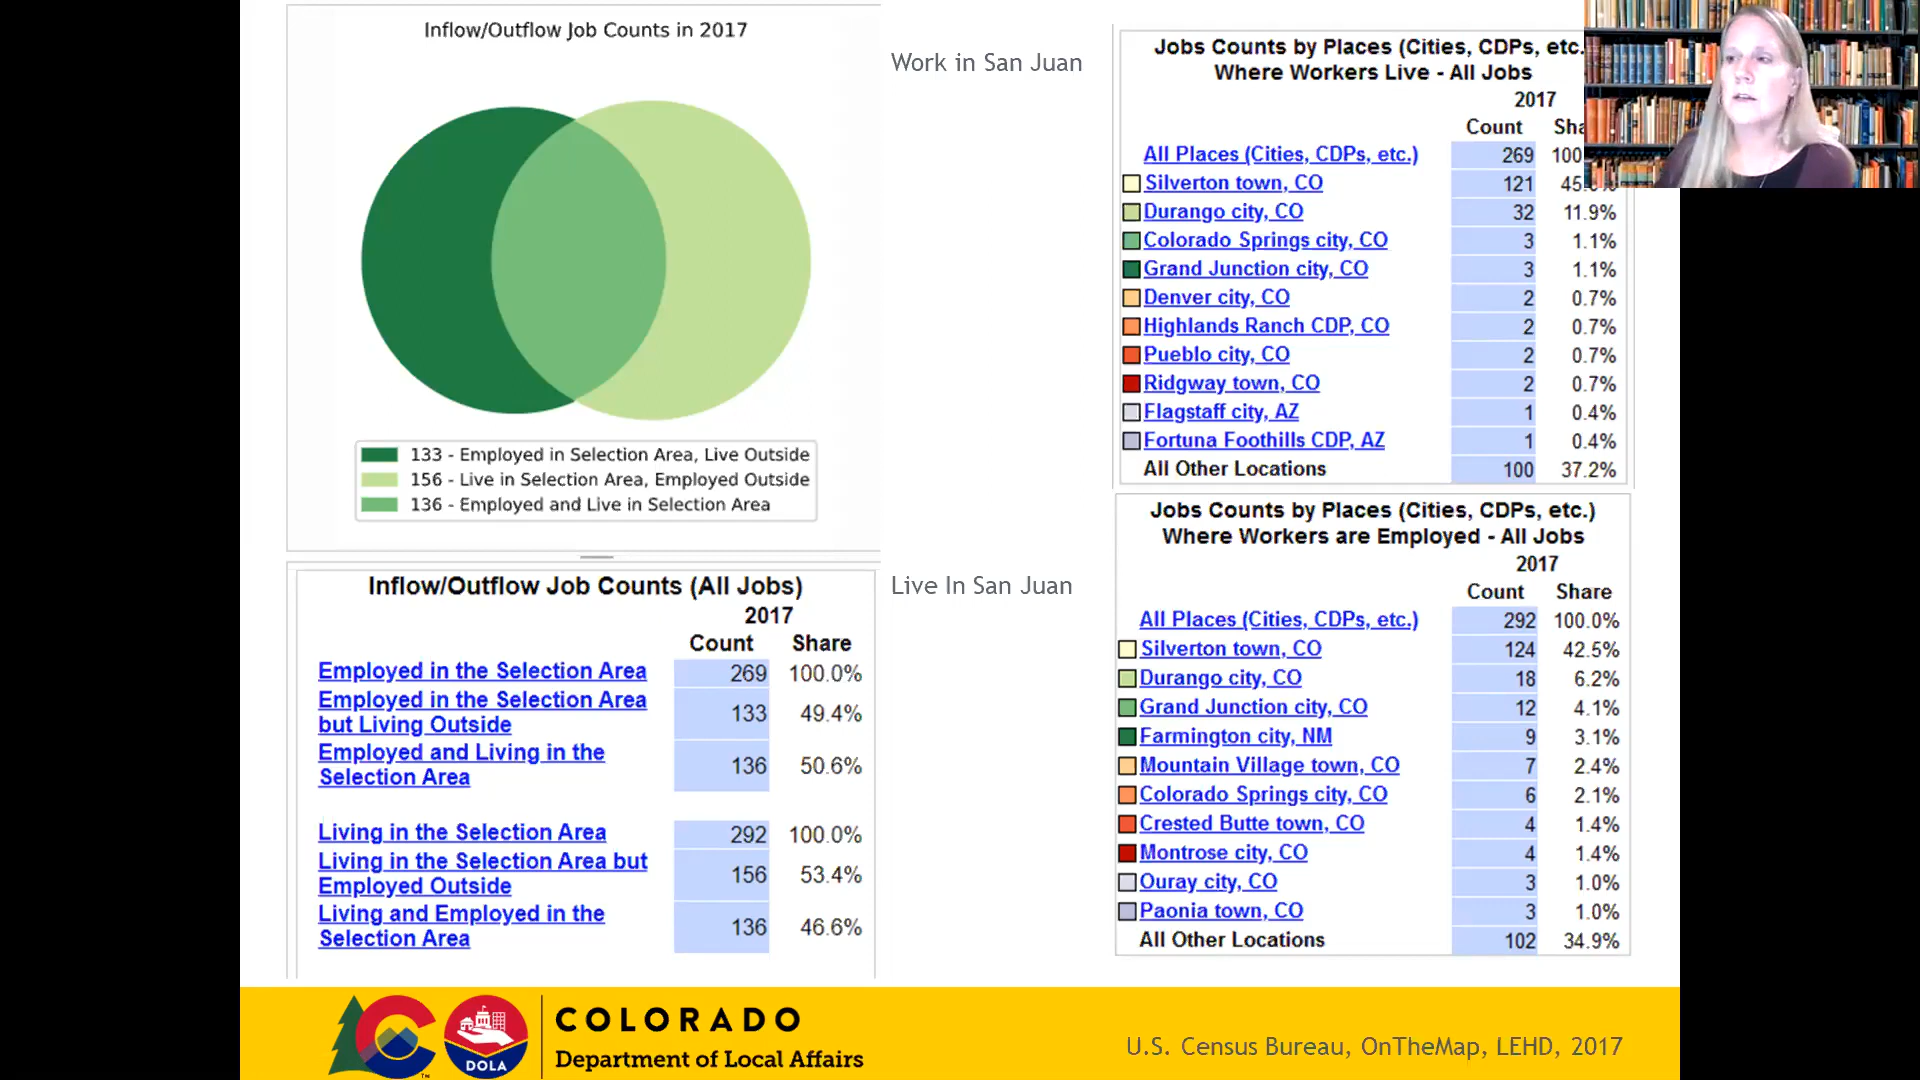 Inflow/Outflow Job Counts in 2017
133 - Employed in Selection Area, Live Outside
156 - Live in Selection Area, Employed Outside
136 - Employed and Live in Selection Area
Inflow/Outflow Job Counts (All Jobs)
2017
Count Share
Employed in the Selection Area 269 100.0%
Employed in the Selection Area
but Living Outside 133 49.4%
Employed and Living in the
Selection Area 136 50.6%
Living in the Selection Area 292 100.0%
Living in the Selection Area but
Employed Outside 156 53.4%
Living and Employed in the
Selection Area 136 46.6%
Work in San Juan
Jobs Counts by Places (Cities, CDPs, etc.
Where Workers Live - All Jobs
2017
Count
All Places (Cities, CDPs, etc.) 269 100
Silverton town, CO 121 45.
Durango city, CO 32 11.9%
Colorado Springs city, CO 3 1.1%
Grand Junction city, CO 3 1.1%
Denver city, CO 2 0.7%
Highlands Ranch CDP, CO 2 0.7%
Pueblo city, CO 2 0.7%
Ridgway town, CO 2 0.7%
Flagstaff city, AZ 1 0.4%
Fortuna Foothills CDP, AZ 1 0.4%
All Other Locations 100 37.2%
Live In San Juan
Jobs Counts by Places (Cities, CDPs, etc.)
Where Workers are Employed - All Jobs
2017
Count Share
All Places (Cities, CDPs, etc.) 292 100.0%
Silverton town, CO 124 42.5%
Durango city, CO 18 6.2%
Grand Junction city, CO 12 4.1%
Farmington city, NM 9 3.1%
Mountain Village town, CO 7 2.4%
Colorado Springs city, CO 6 2.1%
Crested Butte town, CO 4 1.4%
Montrose city, CO 4 1.4%
Ouray city, CO 3 1.0%
Paonia town, CO 3 1.0%
All Other Locations 102 34.9%
DOLA
COLORADO
Department of Local Affairs
U.S. Census Bureau, OnTheMap, LEHD, 2017